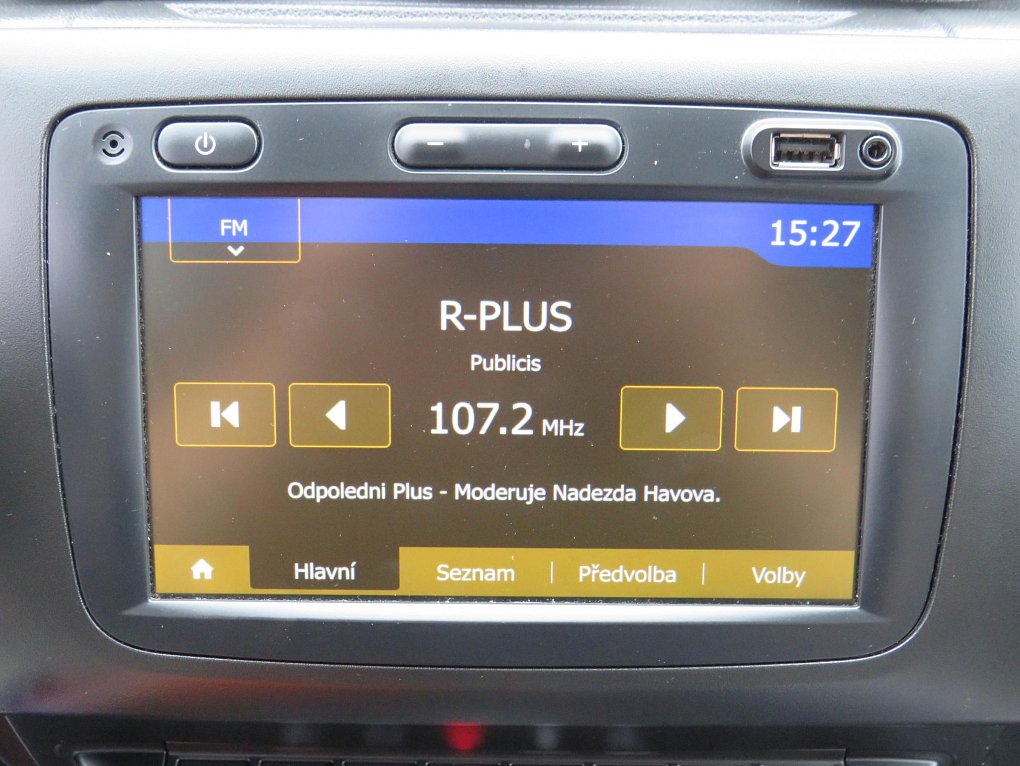 FM
15:27
R-PLUS
Publicis
107.2 MHz
Odpoledni Plus - Moderuje Nadezda Havova.
Hlavní Seznam Předvolba Volby